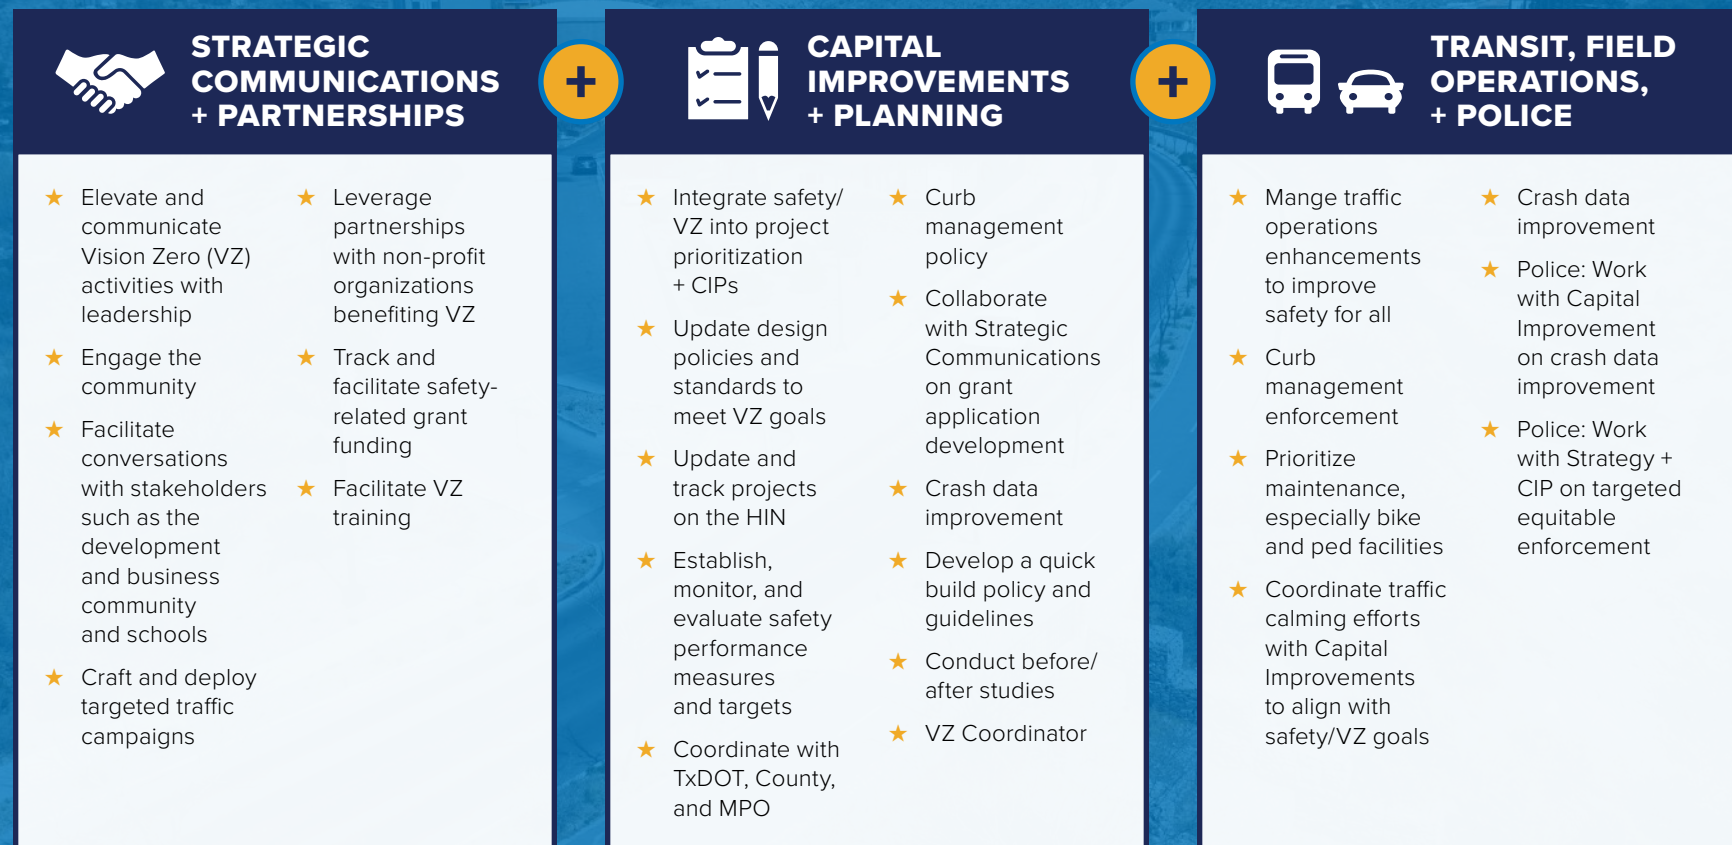 STRATEGIC
COMMUNICATIONS
+ PARTNERSHIPS
Elevate and
communicate
Vision Zero (VZ)
activities with
leadership
Engage the
community
Facilitate
conversations
with stakeholders
such as the
development
and business
community
and schools
Craft and deploy
targeted traffic
campaigns
Leverage
partnerships
with non-profit
organizations
benefiting VZ
Track and
facilitate safety-
related grant
funding
Facilitate VZ
training
+
CAPITAL
IMPROVEMENTS
+ PLANNING
Integrate safety/
VZ into project
prioritization
+ CIPs
Update design
policies and
standards to
meet VZ goals
Update and
track projects
on the HIN
Establish,
monitor, and
evaluate safety
performance
measures
and targets
Coordinate with
TxDOT, County,
and MPO
Curb
management
policy
Collaborate
with Strategic
Communications
on grant
application
development
Crash data
improvement
Develop a quick
build policy and
guidelines
Conduct before/
after studies
VZ Coordinator
+
TRANSIT, FIELD
OPERATIONS,
+ POLICE
Mange traffic
operations
enhancements
to improve
safety for all
Curb
management
enforcement
Prioritize
maintenance,
especially bike
and ped facilities
Coordinate traffic
calming efforts
with Capital
Improvements
to align with
safety/VZ goals
Crash data
improvement
Police: Work
with Capital
Improvement
on crash data
improvement
Police: Work
with Strategy +
CIP on targeted
equitable
enforcement